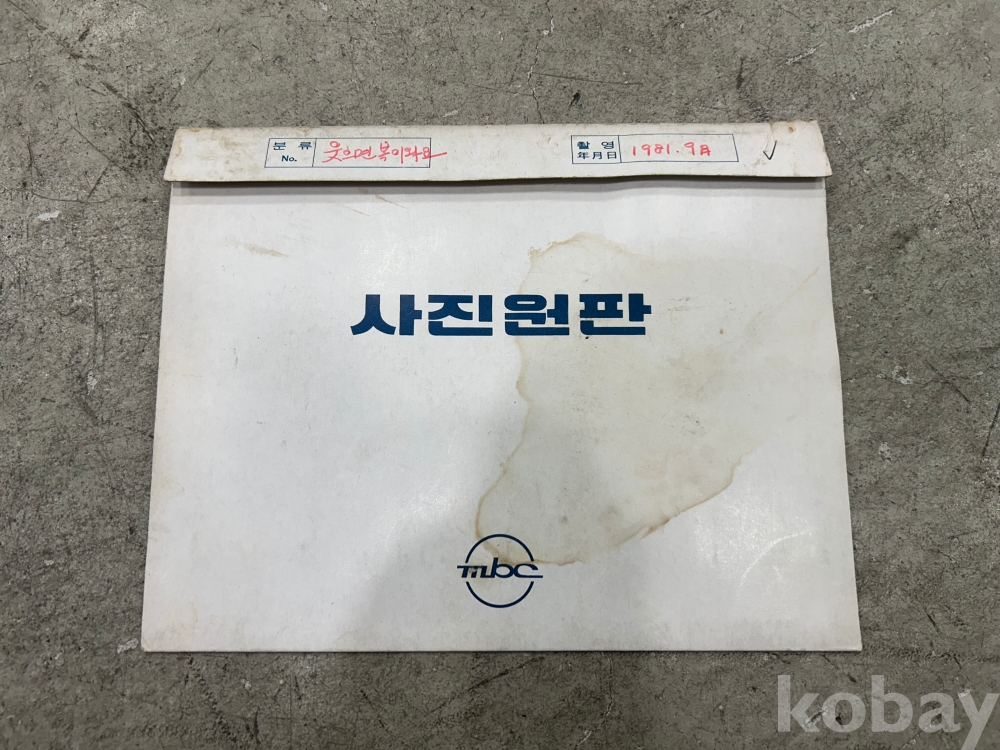 분류 No. 웃으면 복이와요
촬영 年月日 1981. 9月
사진원판
mbc
kobay